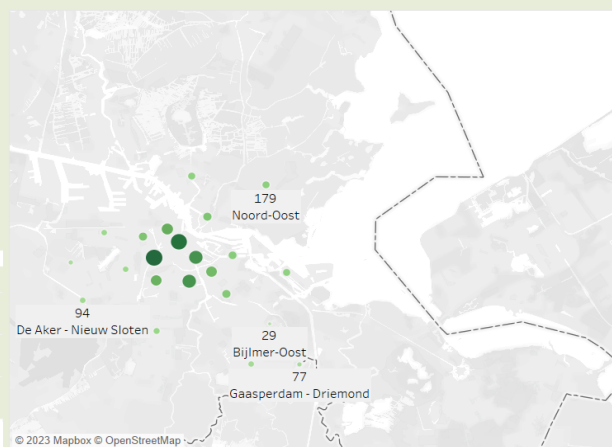 179
Noord-Oost
94
De Aker - Nieuw Sloten
29
Bijlmer-Oost
77
Gaasperdam - Driemond
© 2023 Mapbox © OpenStreetMap